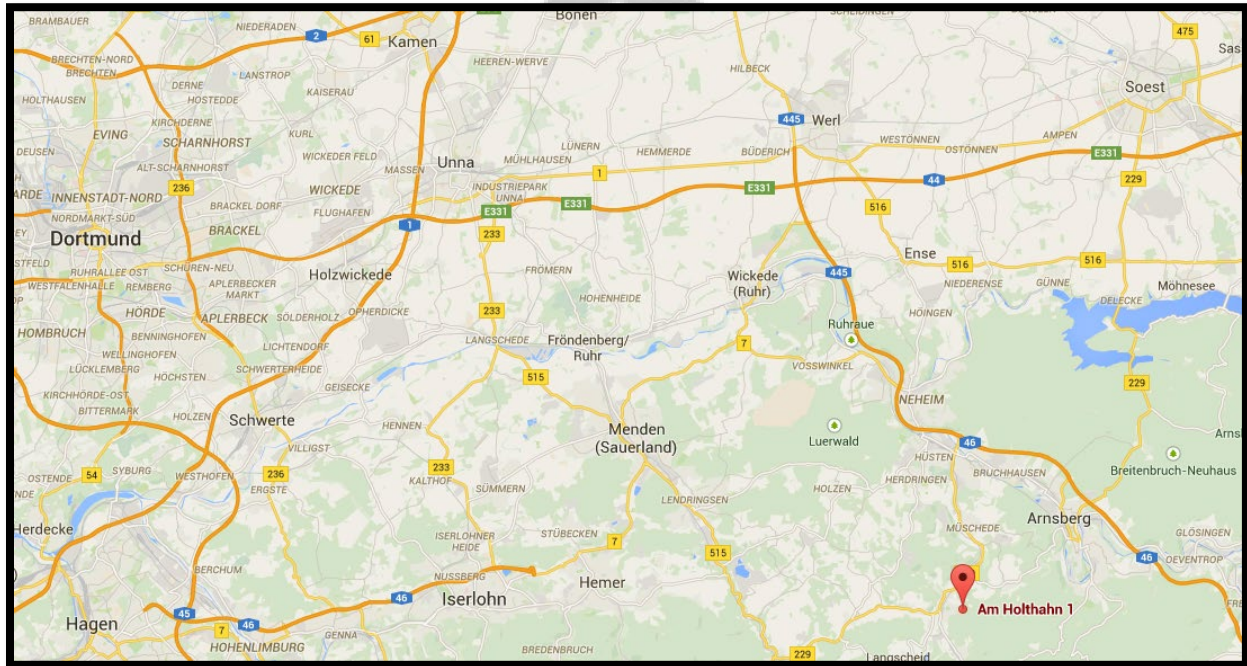 Bönen
BRAMBAUER
NIEDERADEN
2
61
Kamen
475
BRECHTEN-NORD
BRECHTEN
LANSTROP
HEEREN-WERVE
HILBECK
Soest
DERNE
HOSTEDDE
KAISERAU
HOLTHAUSEN
KIRCHDERNE
445
Werl
EVING
SCHARNHORST
KURL
LÜNERN
AMPEN
DEUSEN
WICKEDER FELD
MASSEN
Unna
MÜHLHAUSEN
HEMMERDE
BÜDERICH
WESTÖNNEN
OSTÖNNEN
E331
ALT-SCHARNHORST
236
1
44
229
INNENSTADT-NORD
WICKEDE
INDUSTRIEPARK
UNNA
E331
NORDMARKT-SÜD
BRACKEL DORF
FLUGHAFEN
E331
E331
516
Dortmund
BRACKEL
1
233
RUHRALLEE OST
SCHÜREN-NEU
Holzwickede
FRÖMERN
Wickede
(Ruhr)
445
Ense
516
516
WESTFALENHALLE
REMBERG
APLERBECKER
MARKT
HOHENHEIDE
NIEDERENSE
GÜNNE
Möhnesee
HÖRDE
APLERBECK
SÖLDERHOLZ
OPHERDICKE
233
HÖINGEN
DELECKE
HOMBRUCH
BENNINGHOFEN
LICHTENDORF
LANGSCHEDE
Fröndenberg/
Ruhr
Ruhraue
WELLINGHOFEN
7
VOSSWINKEL
LÜCKLEMBERG
HÖCHSTEN
SCHWERTERHEIDE
GEISECKE
515
229
KIRCHHÖRDE-OST
BITTERMARK
HOLZEN
Schwerte
HENNEN
Menden
(Sauerland)
NEHEIM
Luerwald
46
VILLIGST
HÜSTEN
54
SYBURG
WESTHOFEN
236
ERGSTE
233
KALTHOF
SÜMMERN
LENDRINGSEN
HOLZEN
HERDRINGEN
BRUCHHAUSEN
Breitenbruch-Neuhaus
OSTENDE
Herdecke
ISERLOHNER
HEIDE
STÜBECKEN
7
515
MÜSCHEDE
Arnsberg
GLÖSINGEN
46
OEVENTROP
BERCHUM
NUSSBERG
Hemer
45
46
Iserlohn
Am Holthahn 1
Hagen
7
46
GENNA
HOHENLIMBURG
BREDENBRUCH
229
Langscheid